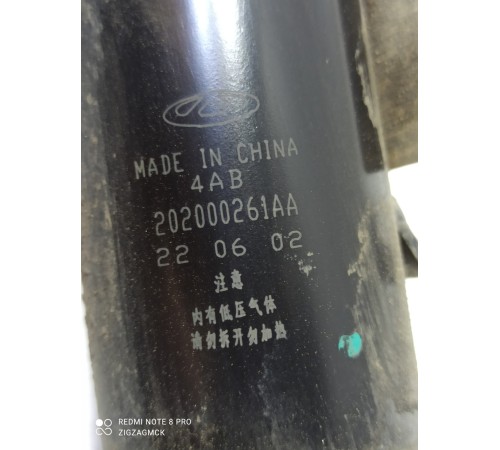 MADE IN CHINA
4AB
202000261AA
22 06 02
注意
内有低压气体
请勿拆开勿加热
REDMI NOTE 8 PRO
ZIGZAGMCK